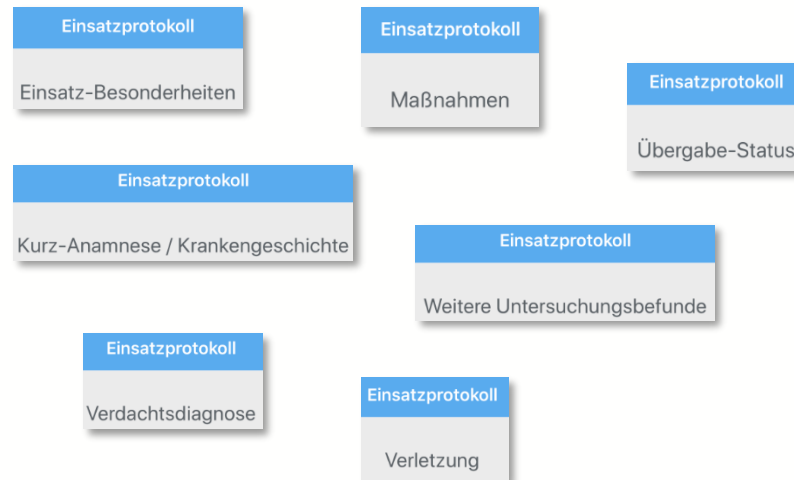 Einsatzprotokoll
Einsatz-Besonderheiten
Einsatzprotokoll
Maßnahmen
Einsatzprotokoll
Übergabe-Status
Einsatzprotokoll
Kurz-Anamnese / Krankengeschichte
Einsatzprotokoll
Weitere Untersuchungsbefunde
Einsatzprotokoll
Verdachtsdiagnose
Einsatzprotokoll
Verletzung